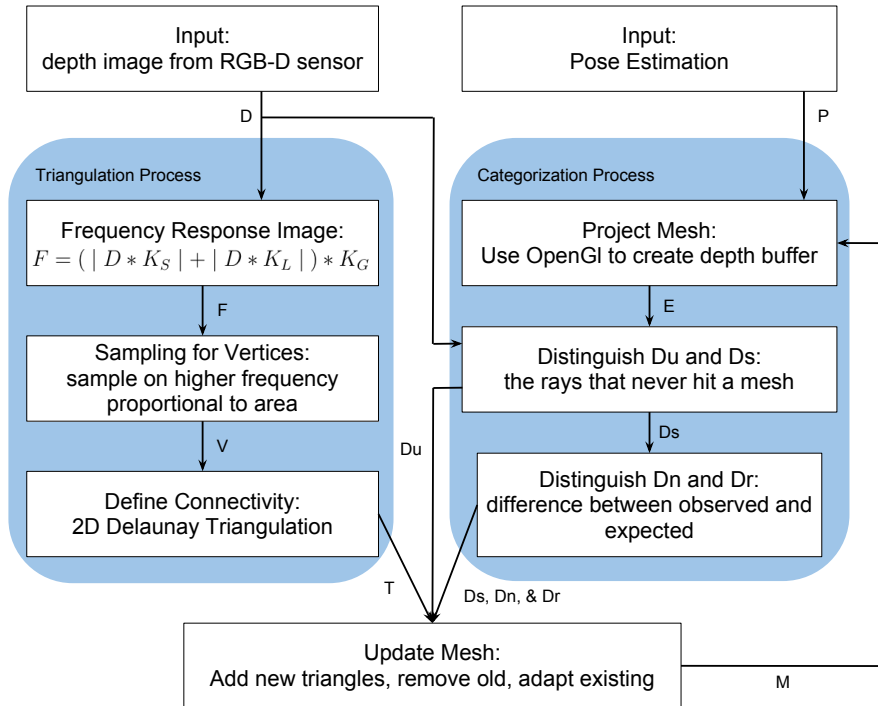 Input:
depth image from RGB-D sensor
Input:
Pose Estimation
D
P
Triangulation Process
Categorization Process
Frequency Response Image:
F = ( | D ∗ K_S | + | D ∗ K_L | ) ∗ K_G
Project Mesh:
Use OpenGl to create depth buffer
F
E
Sampling for Vertices:
sample on higher frequency
proportional to area
Distinguish Du and Ds:
the rays that never hit a mesh
V
Du
Ds
Define Connectivity:
2D Delaunay Triangulation
Distinguish Dn and Dr:
difference between observed and
expected
T
Ds, Dn, & Dr
Update Mesh:
Add new triangles, remove old, adapt existing
M